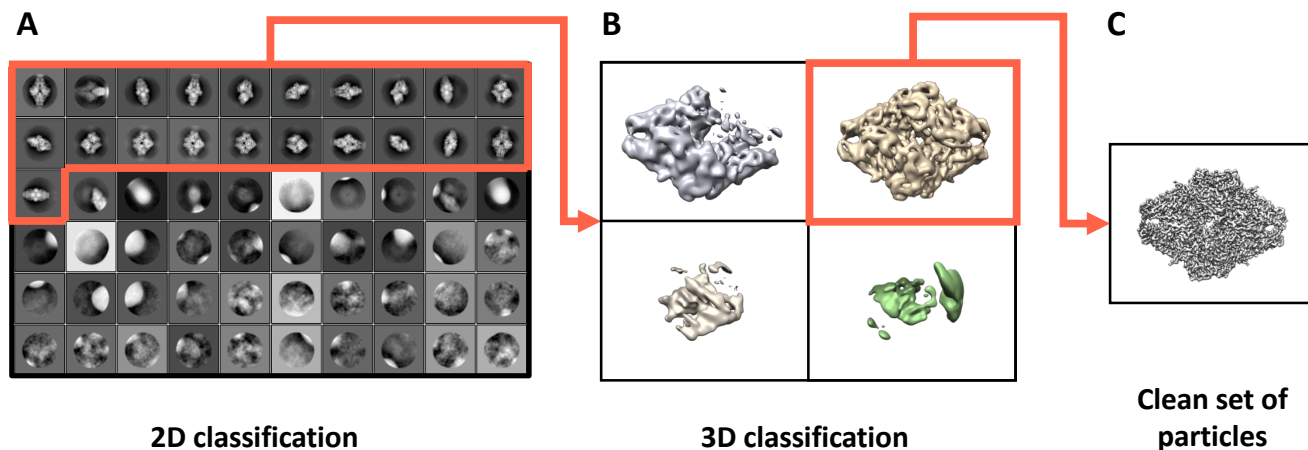 A
B
C
2D classification
3D classification
Clean set of
particles